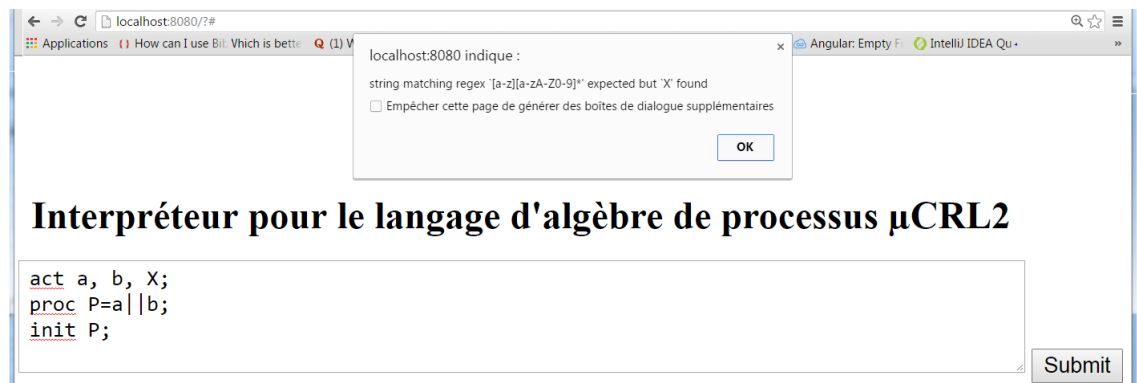 localhost:8080/?#
Applications How can I use Bi Vhich is bette (1) W Angular: Empty F IntelliJ IDEA Qu »
localhost:8080 indique :
string matching regex `[a-z][a-zA-Z0-9]*' expected but `X' found
Empêcher cette page de générer des boîtes de dialogue supplémentaires
OK
Interpréteur pour le langage d'algèbre de processus µCRL2
act a, b, X;
proc P=a||b;
init P;
Submit